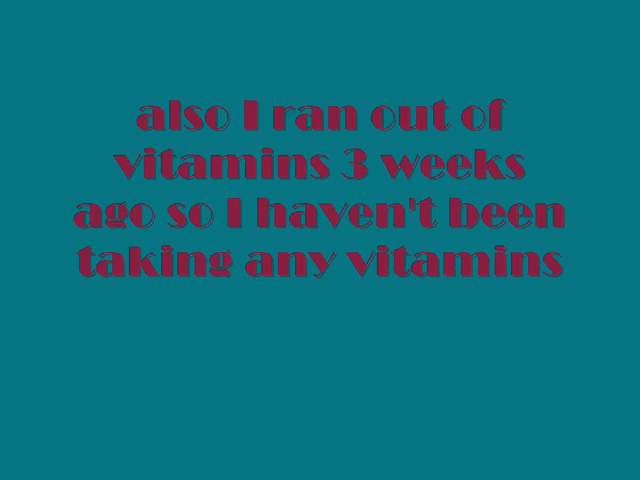 also I ran out of
vitamins 3 weeks
ago so I haven't been
taking any vitamins